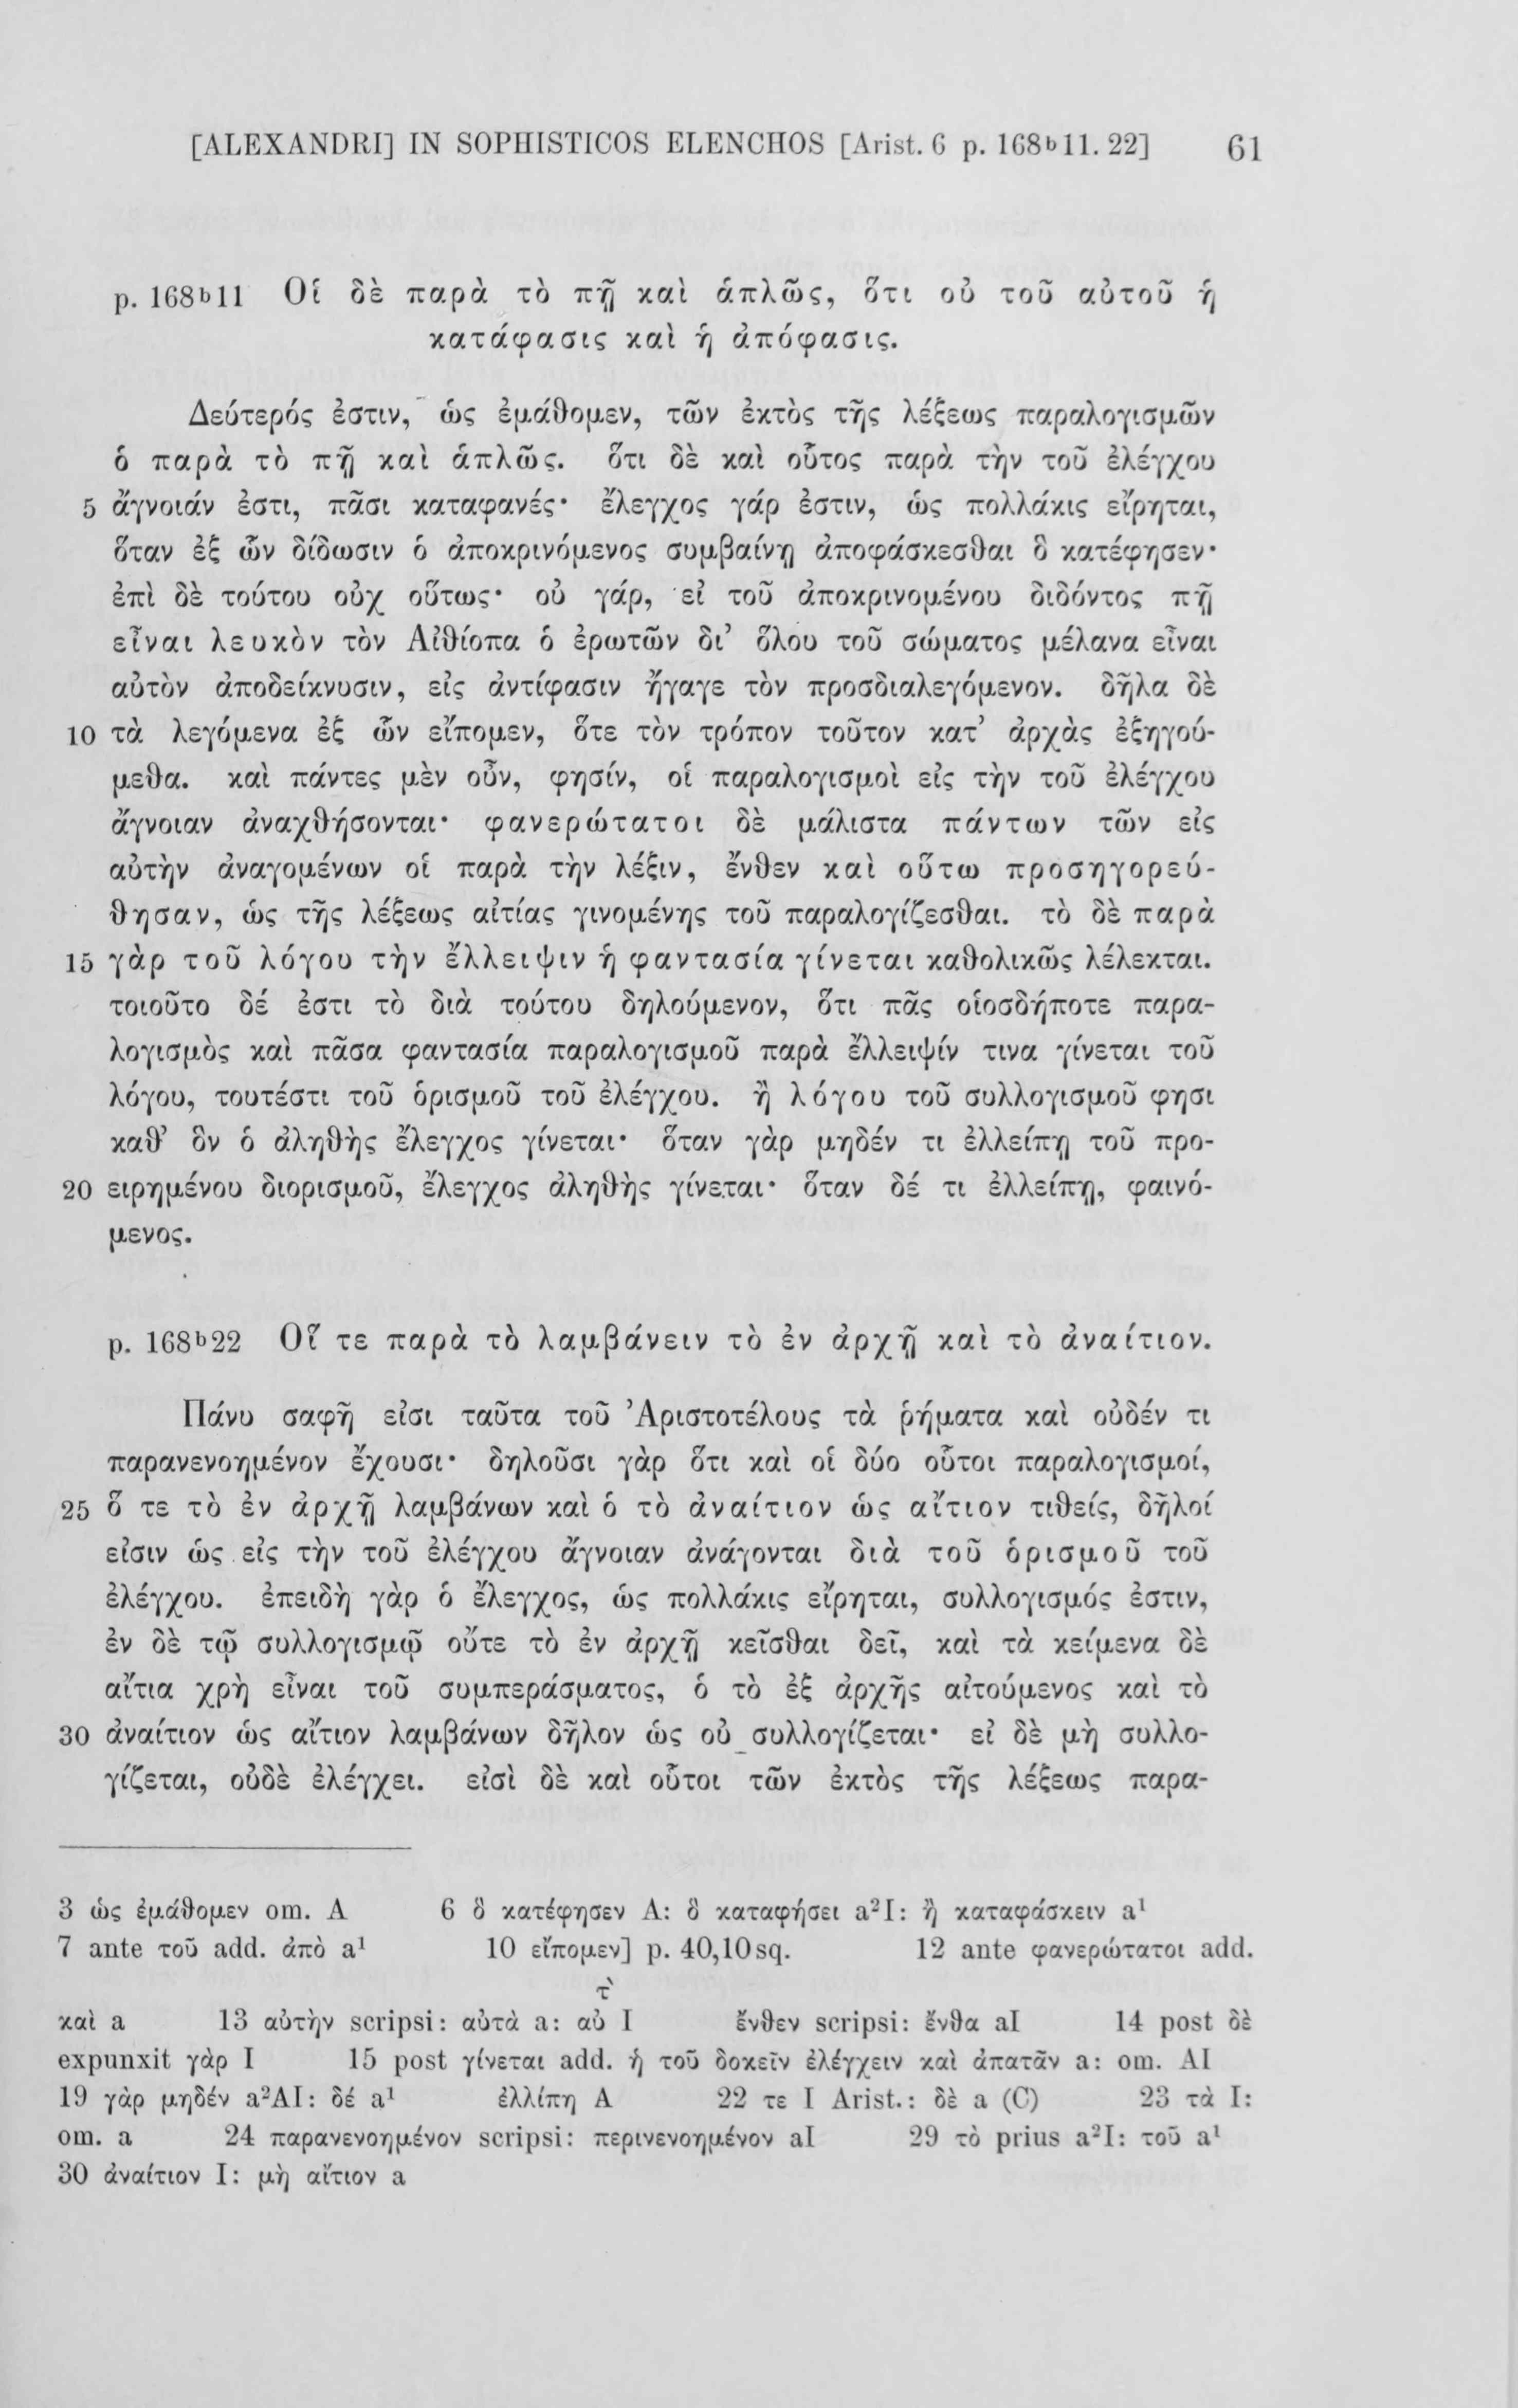 [ALEXANDRI] IN SOPHISTICOS ELENCHOS [Arist. 6 p. 168ᵇ11. 22] 61
p. 168ᵇ11 Οἱ δὲ παρὰ τὸ πῇ καὶ ἁπλῶς, ὅτι οὐ τοῦ αὐτοῦ ἡ
κατάφασις καὶ ἡ ἀπόφασις.
Δεύτερός ἐστιν, ὡς ἐμάθομεν, τῶν ἐκτὸς τῆς λέξεως παραλογισμῶν
ὁ παρὰ τὸ πῇ καὶ ἁπλῶς. ὅτι δὲ καὶ οὗτος παρὰ τὴν τοῦ ἐλέγχου
5 ἄγνοιάν ἐστι, πᾶσι καταφανές· ἔλεγχος γάρ ἐστιν, ὡς πολλάκις εἴρηται,
ὅταν ἐξ ὧν δίδωσιν ὁ ἀποκρινόμενος συμβαίνῃ ἀποφάσκεσθαι ὃ κατέφησεν·
ἐπὶ δὲ τούτου οὐχ οὕτως· οὐ γάρ, εἰ τοῦ ἀποκρινομένου διδόντος πῇ
εἶναι λευκὸν τὸν Αἰθίοπα ὁ ἐρωτῶν δι’ ὅλου τοῦ σώματος μέλανα εἶναι
αὐτὸν ἀποδείκνυσιν, εἰς ἀντίφασιν ἤγαγε τὸν προσδιαλεγόμενον. δῆλα δὲ
10 τὰ λεγόμενα ἐξ ὧν εἴπομεν, ὅτε τὸν τρόπον τοῦτον κατ’ ἀρχὰς ἐξηγού-
μεθα. καὶ πάντες μὲν οὖν, φησίν, οἱ παραλογισμοὶ εἰς τὴν τοῦ ἐλέγχου
ἄγνοιαν ἀναχθήσονται· φανερώτατοι δὲ μάλιστα πάντων τῶν εἰς
αὐτὴν ἀναγομένων οἱ παρὰ τὴν λέξιν, ἔνθεν καὶ οὕτω προσηγορεύ-
θησαν, ὡς τῆς λέξεως αἰτίας γινομένης τοῦ παραλογίζεσθαι. τὸ δὲ παρὰ
15 γὰρ τοῦ λόγου τὴν ἔλλειψιν ἡ φαντασία γίνεται καθολικῶς λέλεκται.
τοιοῦτο δέ ἐστι τὸ διὰ τούτου δηλούμενον, ὅτι πᾶς οἱοσδήποτε παρα-
λογισμὸς καὶ πᾶσα φαντασία παραλογισμοῦ παρὰ ἔλλειψίν τινα γίνεται τοῦ
λόγου, τουτέστι τοῦ ὁρισμοῦ τοῦ ἐλέγχου. ἢ λόγου τοῦ συλλογισμοῦ φησι
καθ’ ὃν ὁ ἀληθὴς ἔλεγχος γίνεται· ὅταν γὰρ μηδέν τι ἐλλείπῃ τοῦ προ-
20 ειρημένου διορισμοῦ, ἔλεγχος ἀληθὴς γίνεται· ὅταν δέ τι ἐλλείπῃ, φαινό-
μενος.
p. 168ᵇ22 Οἵ τε παρὰ τὸ λαμβάνειν τὸ ἐν ἀρχῇ καὶ τὸ ἀναίτιον.
Πάνυ σαφῆ εἰσι ταῦτα τοῦ Ἀριστοτέλους τὰ ῥήματα καὶ οὐδέν τι
παρανενοημένον ἔχουσι· δηλοῦσι γὰρ ὅτι καὶ οἱ δύο οὗτοι παραλογισμοί,
25 ὅ τε τὸ ἐν ἀρχῇ λαμβάνων καὶ ὁ τὸ ἀναίτιον ὡς αἴτιον τιθείς, δῆλοί
εἰσιν ὡς εἰς τὴν τοῦ ἐλέγχου ἄγνοιαν ἀνάγονται διὰ τοῦ ὁρισμοῦ τοῦ
ἐλέγχου. ἐπειδὴ γὰρ ὁ ἔλεγχος, ὡς πολλάκις εἴρηται, συλλογισμός ἐστιν,
ἐν δὲ τῷ συλλογισμῷ οὔτε τὸ ἐν ἀρχῇ κεῖσθαι δεῖ, καὶ τὰ κείμενα δὲ
αἴτια χρὴ εἶναι τοῦ συμπεράσματος, ὁ τὸ ἐξ ἀρχῆς αἰτούμενος καὶ τὸ
30 ἀναίτιον ὡς αἴτιον λαμβάνων δῆλον ὡς οὐ συλλογίζεται· εἰ δὲ μὴ συλλο-
γίζεται, οὐδὲ ἐλέγχει. εἰσὶ δὲ καὶ οὗτοι τῶν ἐκτὸς τῆς λέξεως παρα-
3 ὡς ἐμάθομεν om. A 6 ὃ κατέφησεν A: ὃ καταφήσει a²I: ἢ καταφάσκειν a¹
7 ante τοῦ add. ἀπὸ a¹ 10 εἴπομεν] p. 40,10 sq. 12 ante φανερώτατοι add.
τ̀
καὶ a 13 αὐτὴν scripsi: αὐτὰ a: αὐ I ἔνθεν scripsi: ἔνθα aI 14 post δὲ
expunxit γὰρ I 15 post γίνεται add. ἡ τοῦ δοκεῖν ἐλέγχειν καὶ ἀπατᾶν a: om. AI
19 γὰρ μηδέν a²AI: δέ a¹ ἐλλίπη A 22 τε I Arist.: δὲ a (C) 23 τὰ I:
om. a 24 παρανενοημένον scripsi: περινενοημένον aI 29 τὸ prius a²I: τοῦ a¹
30 ἀναίτιον I: μὴ αἴτιον a